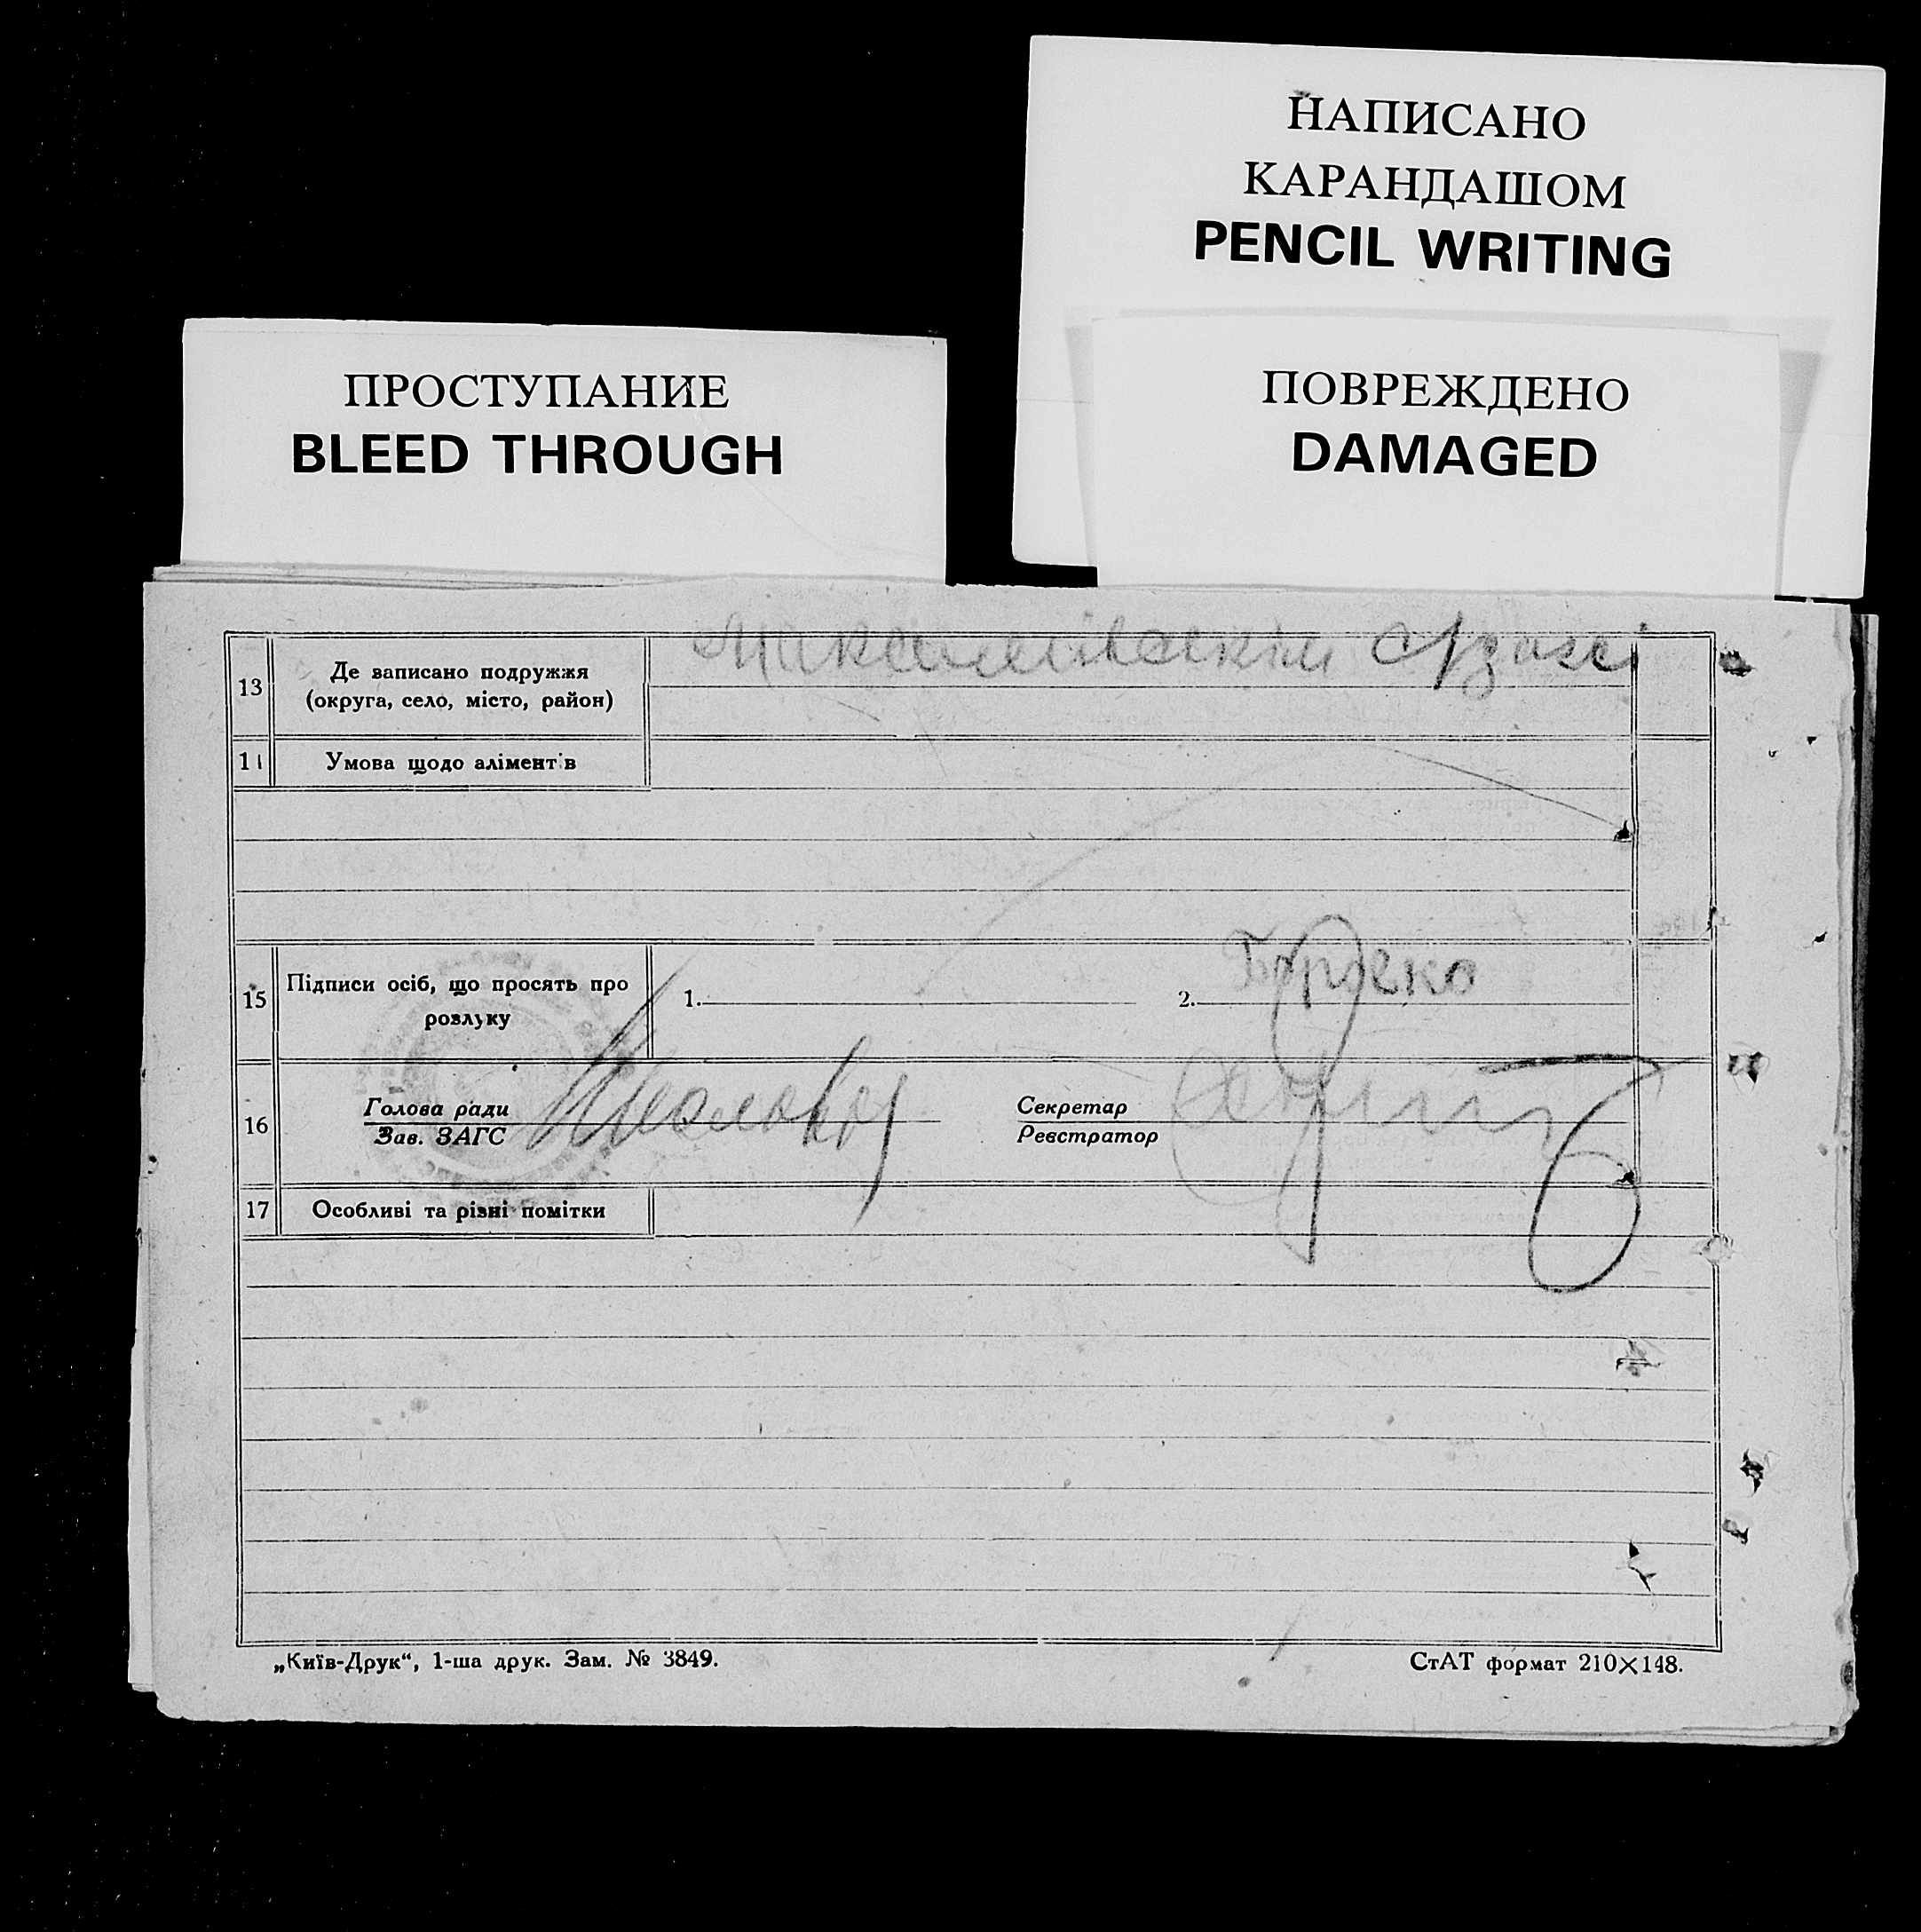 НАПИСАНО
КАРАНДАШОМ
PENCIL WRITING
ПРОСТУПАНИЕ
BLEED THROUGH
ПОВРЕЖДЕНО
DAMAGED
13 Де записано подружжя
(округа, село, місто, район)
14 Умова щодо аліментів
15 Підписи осіб, що просять про
розлуку
1. 2.
16 Голова ради
Зав. ЗАГС
Секретар
Реєстратор
17 Особливі та різні помітки
„Київ-Друк“, 1-ша друк. Зам. № 3849.
СтАТ формат 210×148.